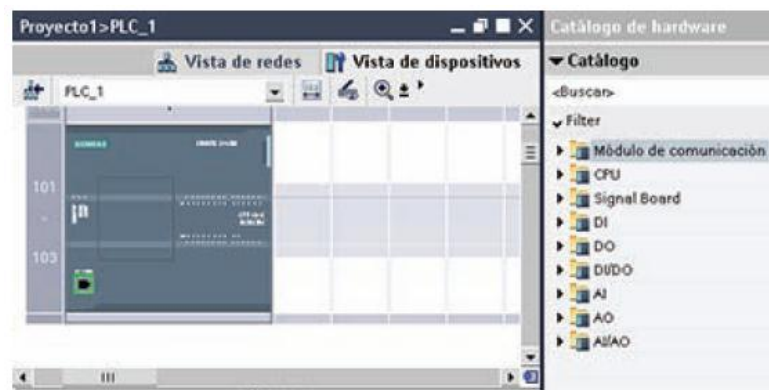 Proyecto1>PLC_1
Vista de redes
Vista de dispositivos
PLC_1
101
-
103
SIEMENS
Catálogo de hardware
Catálogo
<Buscar>
Filter
Módulo de comunicación
CPU
Signal Board
DI
DO
DI/DO
AI
AO
AI/AO